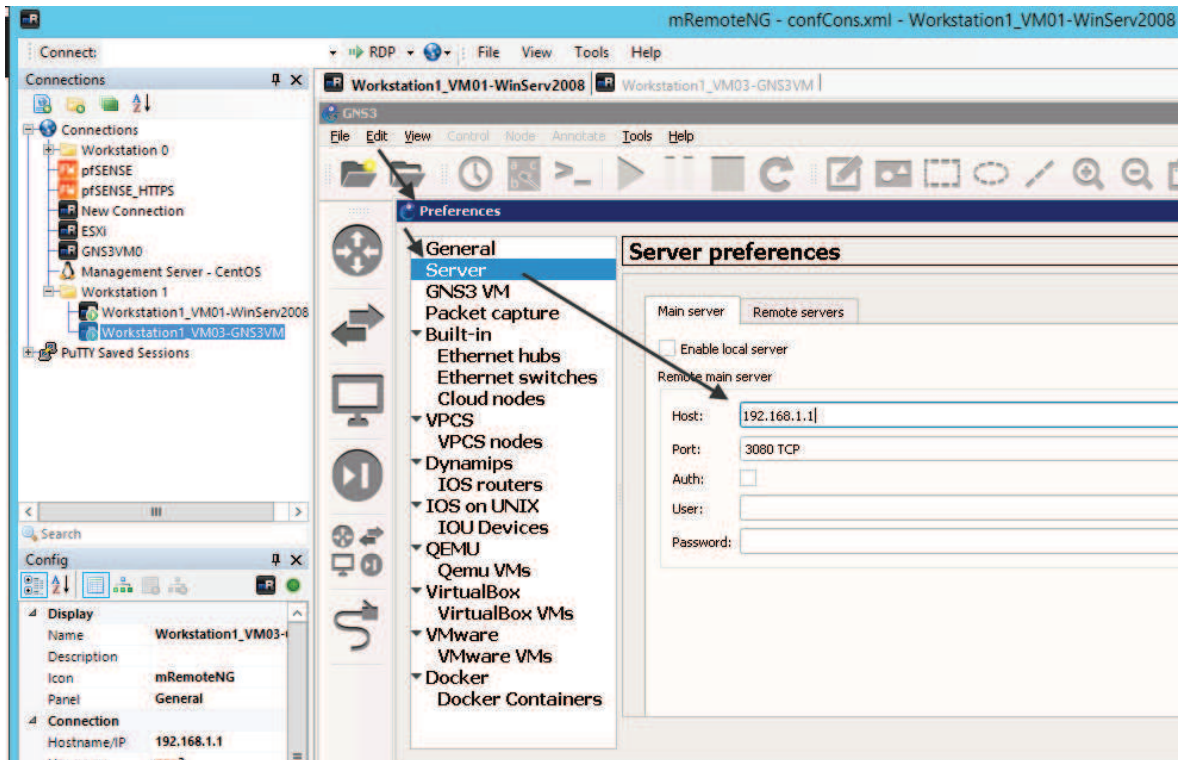 mRemoteNG - confCons.xml - Workstation1_VM01-WinServ2008
Connect:
RDP
File View Tools Help
Connections
Connections
Workstation 0
pfSENSE
pfSENSE_HTTPS
New Connection
ESXi
GNS3VM0
Management Server - CentOS
Workstation 1
Workstation1_VM01-WinServ2008
Workstation1_VM03-GNS3VM
PuTTY Saved Sessions
Search
Config
Display
Name Workstation1_VM03-
Description
Icon mRemoteNG
Panel General
Connection
Hostname/IP 192.168.1.1
Workstation1_VM01-WinServ2008 Workstation1_VM03-GNS3VM
GNS3
File Edit View Control Node Annotate Tools Help
Preferences
General
Server
GNS3 VM
Packet capture
Built-in
Ethernet hubs
Ethernet switches
Cloud nodes
VPCS
VPCS nodes
Dynamips
IOS routers
IOS on UNIX
IOU Devices
QEMU
Qemu VMs
VirtualBox
VirtualBox VMs
VMware
VMware VMs
Docker
Docker Containers
Server preferences
Main server Remote servers
Enable local server
Remote main server
Host: 192.168.1.1
Port: 3080 TCP
Auth:
User:
Password: